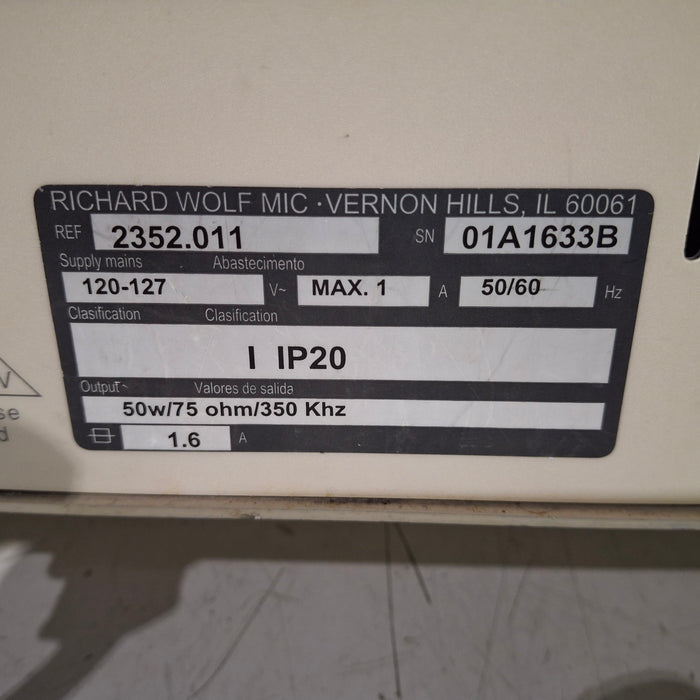 RICHARD WOLF MIC · VERNON HILLS, IL 60061
REF 2352.011 SN 01A1633B
Supply mains Abastecimento
120-127 V~ MAX. 1 A 50/60 Hz
Clasification Clasification
I IP20
Output Valores de salida
50w/75 ohm/350 Khz
1.6 A